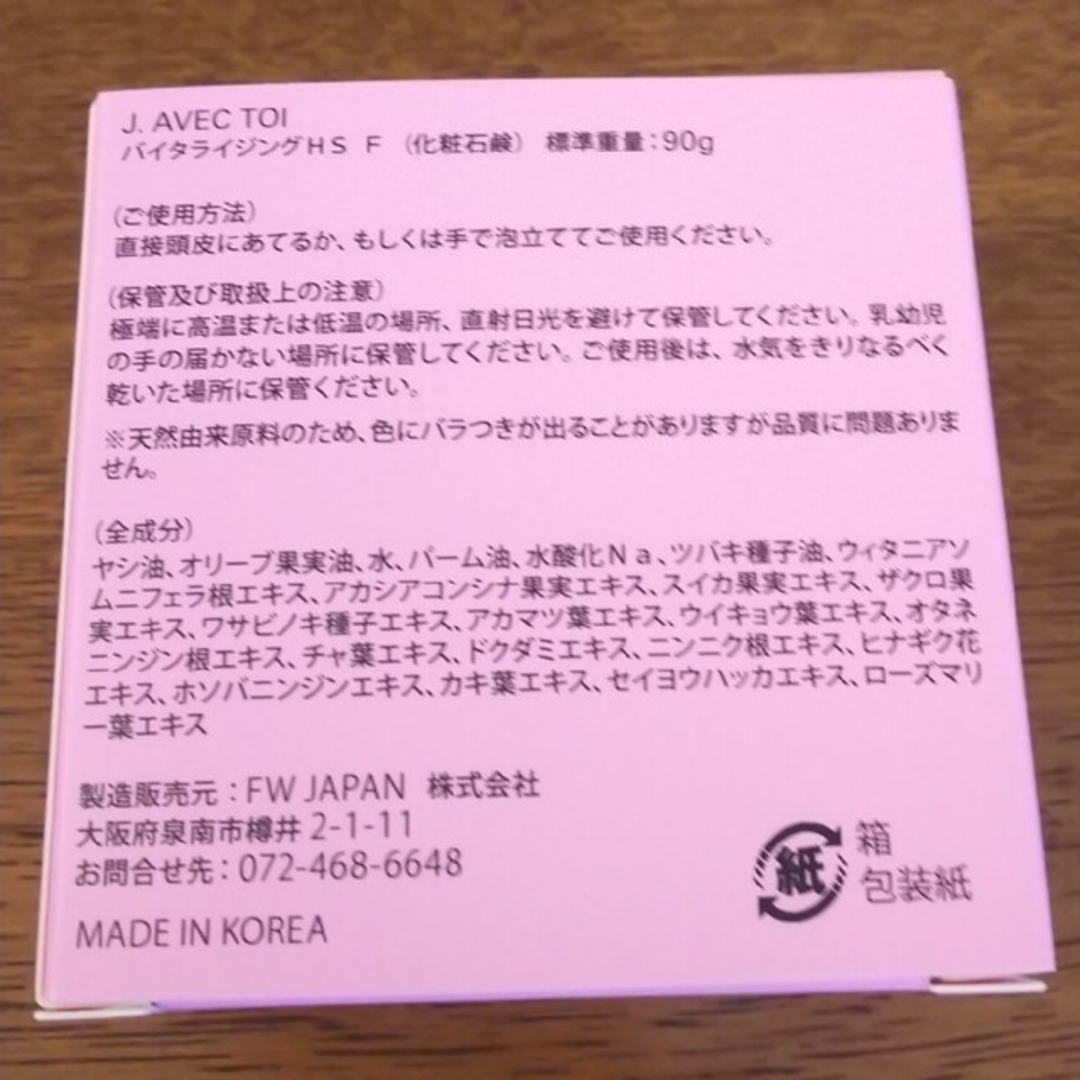 J. AVEC TOI
バイタライジングHS F (化粧石鹸) 標準重量:90g
(ご使用方法)
直接頭皮にあてるか、もしくは手で泡立ててご使用ください。
(保管及び取扱上の注意)
極端に高温または低温の場所、直射日光を避けて保管してください。乳幼児
の手の届かない場所に保管してください。ご使用後は、水気をきりなるべく
乾いた場所に保管ください。
※天然由来原料のため、色にバラつきが出ることがありますが品質に問題ありま
せん。
(全成分)
ヤシ油、オリーブ果実油、水、パーム油、水酸化Na、ツバキ種子油、ウィタニアソ
ムニフェラ根エキス、アカシアコンシナ果実エキス、スイカ果実エキス、ザクロ果
実エキス、ワサビノキ種子エキス、アカマツ葉エキス、ウイキョウ葉エキス、オタネ
ニンジン根エキス、チャ葉エキス、ドクダミエキス、ニンニク根エキス、ヒナギク花
エキス、ホソバニンジンエキス、カキ葉エキス、セイヨウハッカエキス、ローズマリ
ー葉エキス
製造販売元:FW JAPAN 株式会社
大阪府泉南市樽井 2-1-11
お問合せ先:072-468-6648
MADE IN KOREA
紙
箱
包装紙